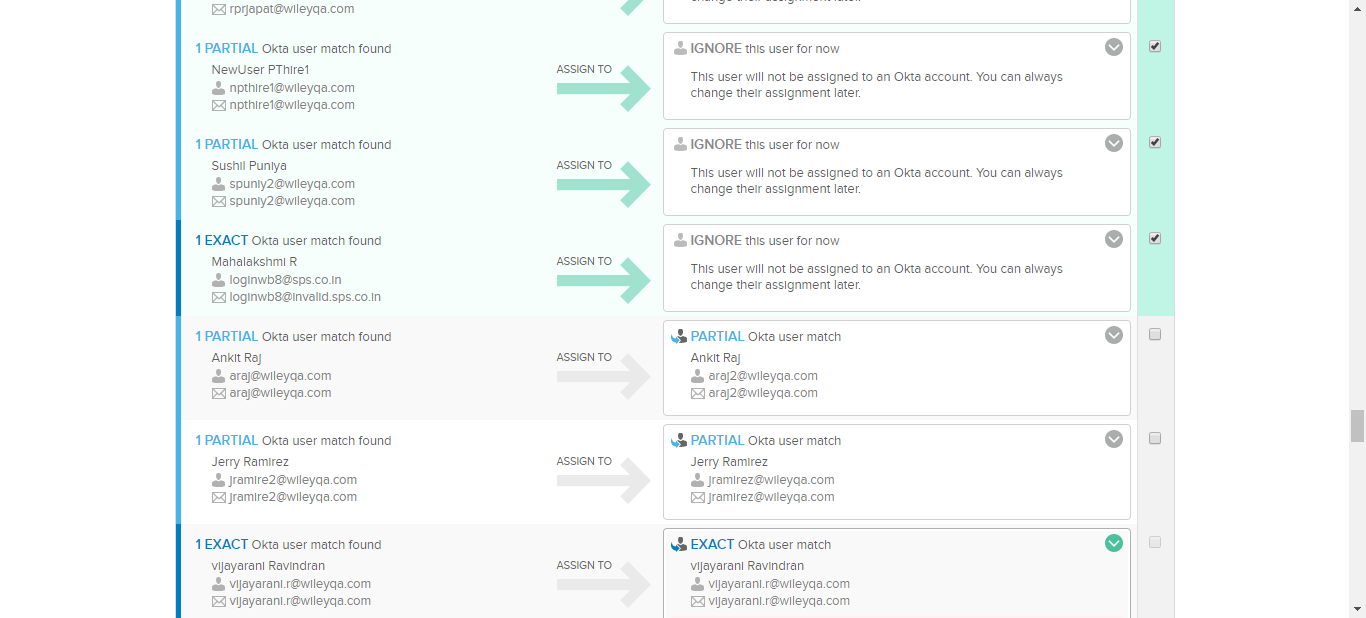 rprjapat@wileyqa.com
change their assignment later.
1 PARTIAL Okta user match found
NewUser PThire1
npthire1@wileyqa.com
npthire1@wileyqa.com
ASSIGN TO
IGNORE this user for now
This user will not be assigned to an Okta account. You can always
change their assignment later.
1 PARTIAL Okta user match found
Sushil Puniya
spuniy2@wileyqa.com
spuniy2@wileyqa.com
ASSIGN TO
IGNORE this user for now
This user will not be assigned to an Okta account. You can always
change their assignment later.
1 EXACT Okta user match found
Mahalakshmi R
loginwb8@sps.co.in
loginwb8@invalid.sps.co.in
ASSIGN TO
IGNORE this user for now
This user will not be assigned to an Okta account. You can always
change their assignment later.
1 PARTIAL Okta user match found
Ankit Raj
araj@wileyqa.com
araj@wileyqa.com
ASSIGN TO
PARTIAL Okta user match
Ankit Raj
araj2@wileyqa.com
araj2@wileyqa.com
1 PARTIAL Okta user match found
Jerry Ramirez
jramire2@wileyqa.com
jramire2@wileyqa.com
ASSIGN TO
PARTIAL Okta user match
Jerry Ramirez
jramirez@wileyqa.com
jramirez@wileyqa.com
1 EXACT Okta user match found
vijayarani Ravindran
vijayarani.r@wileyqa.com
vijayarani.r@wileyqa.com
ASSIGN TO
EXACT Okta user match
vijayarani Ravindran
vijayarani.r@wileyqa.com
vijayarani.r@wileyqa.com